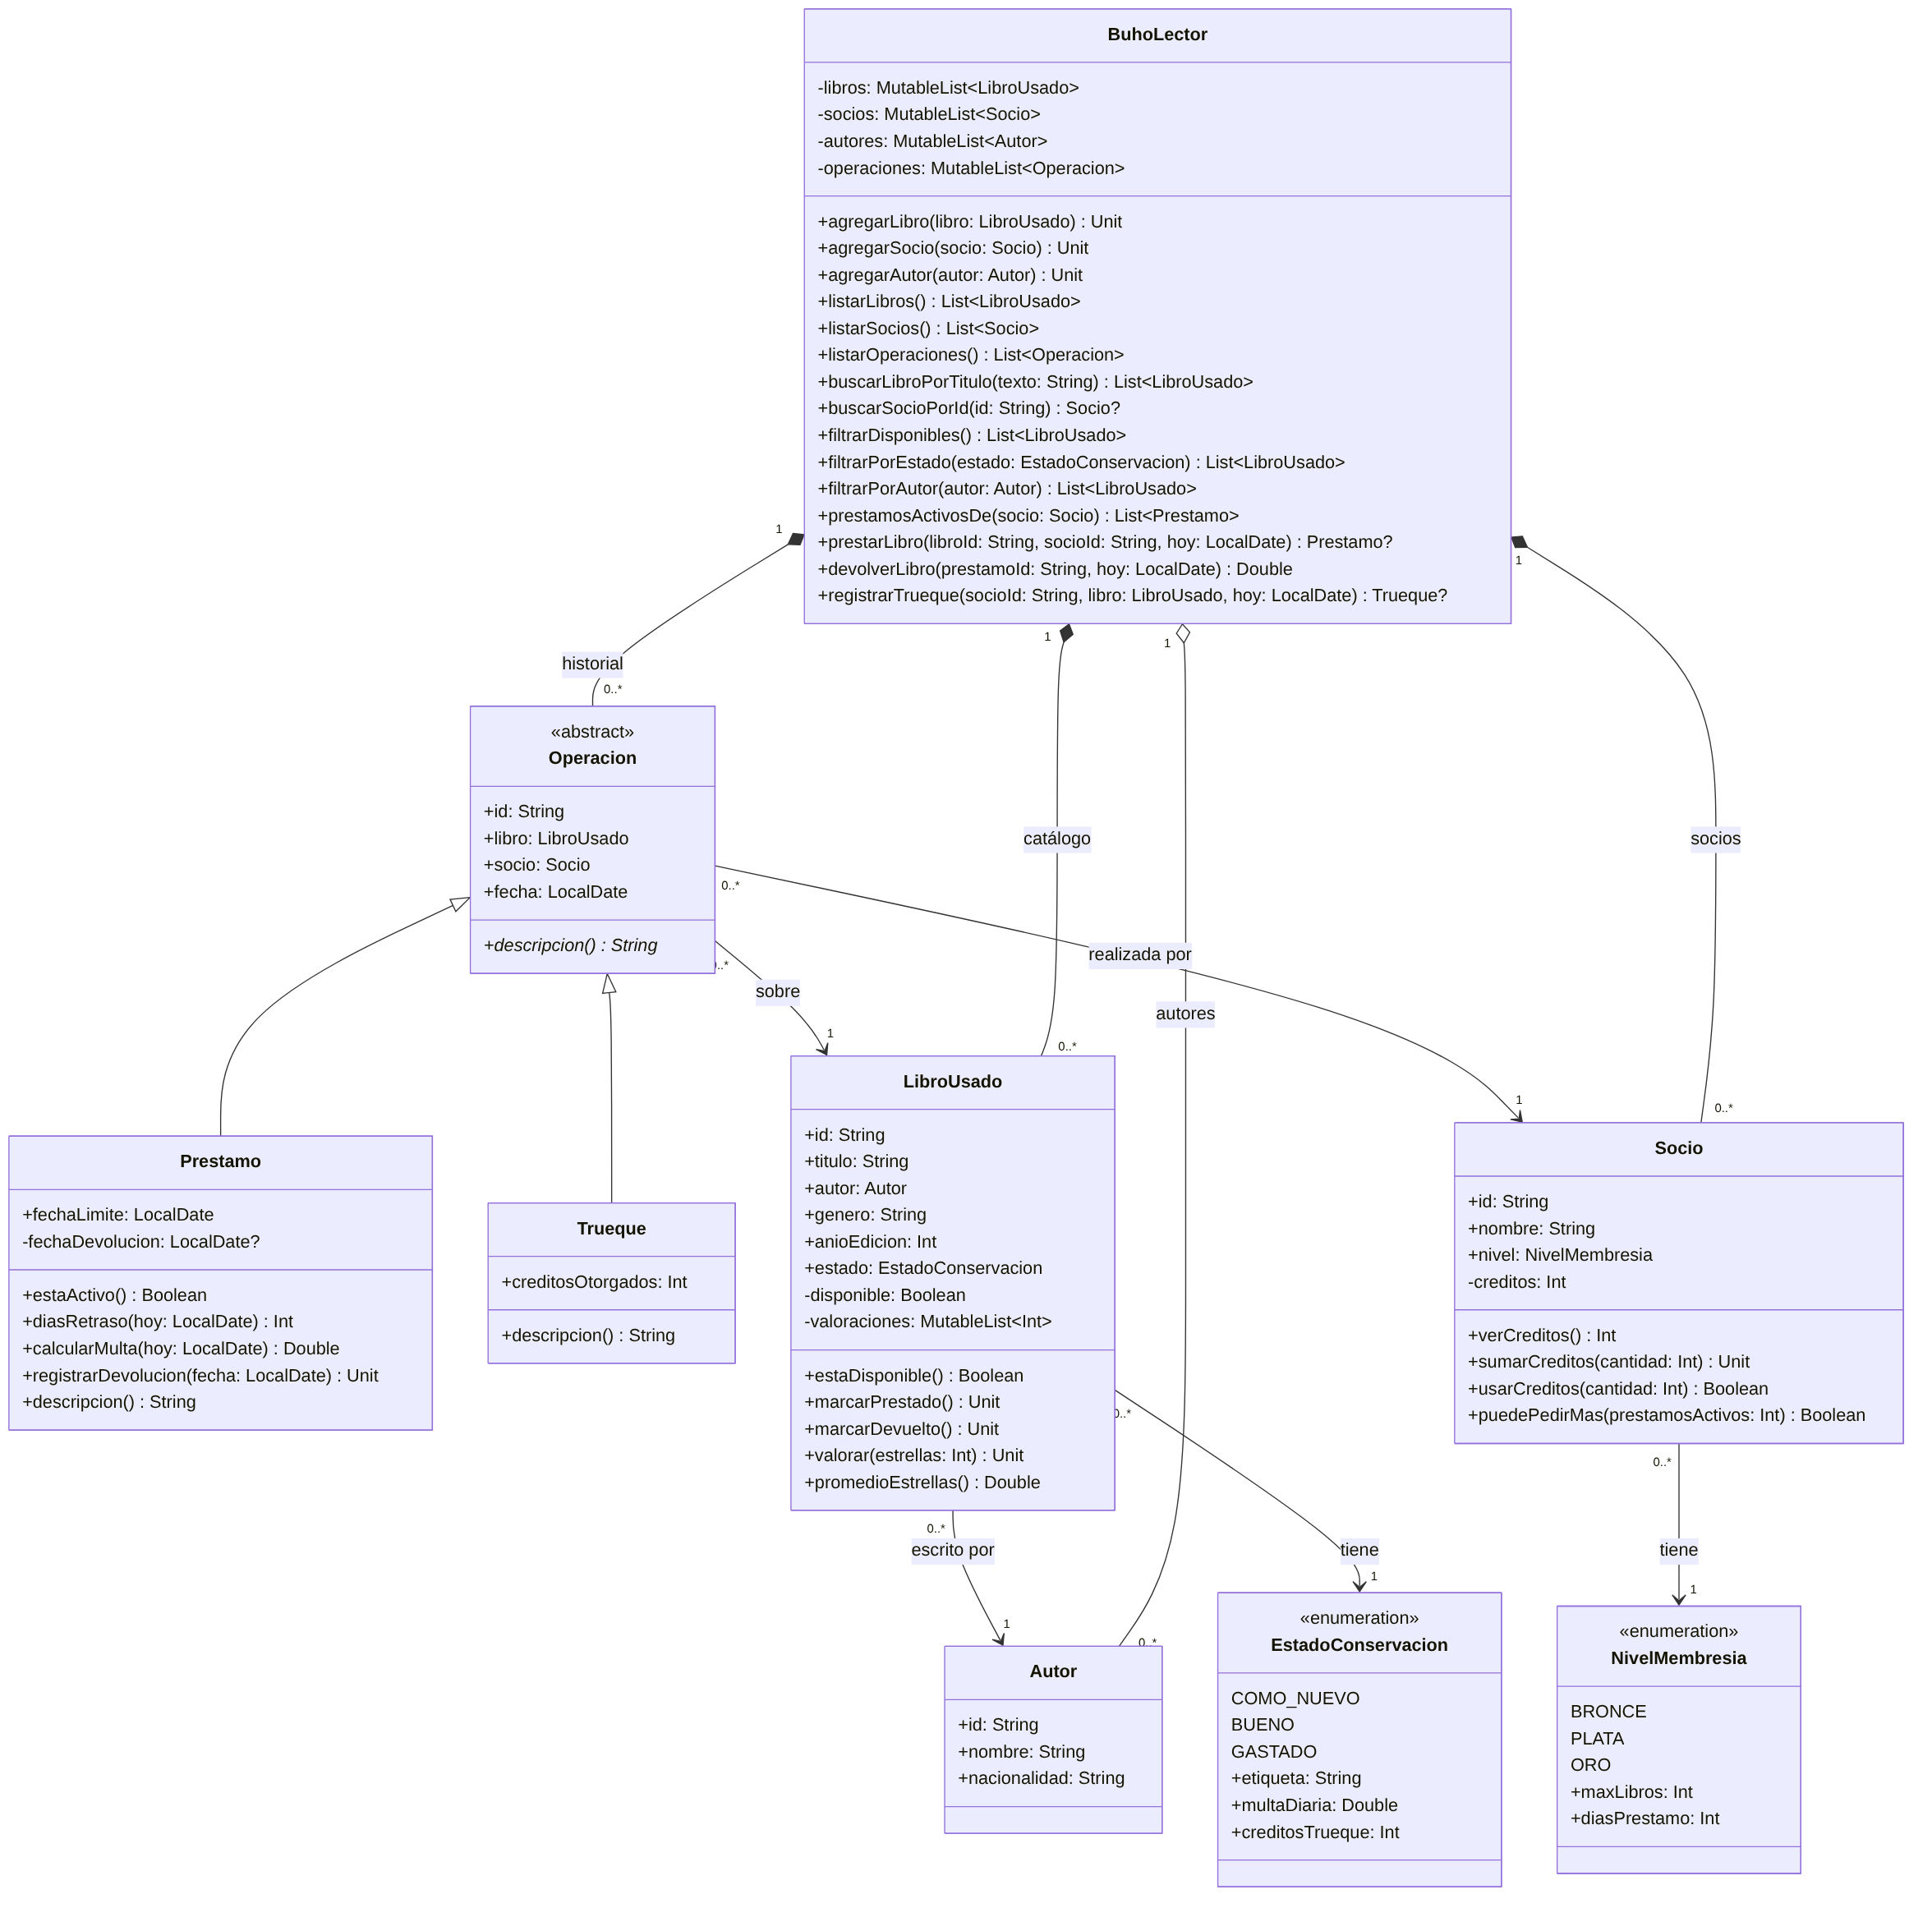 BuhoLector
-libros: MutableList<LibroUsado>
-socios: MutableList<Socio>
-autores: MutableList<Autor>
-operaciones: MutableList<Operacion>
+agregarLibro(libro: LibroUsado) : Unit
+agregarSocio(socio: Socio) : Unit
+agregarAutor(autor: Autor) : Unit
+listarLibros() : List<LibroUsado>
+listarSocios() : List<Socio>
+listarOperaciones() : List<Operacion>
+buscarLibroPorTitulo(texto: String) : List<LibroUsado>
+buscarSocioPorId(id: String) : Socio?
+filtrarDisponibles() : List<LibroUsado>
+filtrarPorEstado(estado: EstadoConservacion) : List<LibroUsado>
+filtrarPorAutor(autor: Autor) : List<LibroUsado>
+prestamosActivosDe(socio: Socio) : List<Prestamo>
+prestarLibro(libroId: String, socioId: String, hoy: LocalDate) : Prestamo?
+devolverLibro(prestamoId: String, hoy: LocalDate) : Double
+registrarTrueque(socioId: String, libro: LibroUsado, hoy: LocalDate) : Trueque?
1
1
1
1
historial
0..*
catálogo
0..*
autores
0..*
socios
0..*
«abstract»
Operacion
+id: String
+libro: LibroUsado
+socio: Socio
+fecha: LocalDate
+descripcion() : String
0..*
realizada por
1
0..*
sobre
1
Prestamo
+fechaLimite: LocalDate
-fechaDevolucion: LocalDate?
+estaActivo() : Boolean
+diasRetraso(hoy: LocalDate) : Int
+calcularMulta(hoy: LocalDate) : Double
+registrarDevolucion(fecha: LocalDate) : Unit
+descripcion() : String
Trueque
+creditosOtorgados: Int
+descripcion() : String
LibroUsado
+id: String
+titulo: String
+autor: Autor
+genero: String
+anioEdicion: Int
+estado: EstadoConservacion
-disponible: Boolean
-valoraciones: MutableList<Int>
+estaDisponible() : Boolean
+marcarPrestado() : Unit
+marcarDevuelto() : Unit
+valorar(estrellas: Int) : Unit
+promedioEstrellas() : Double
Socio
+id: String
+nombre: String
+nivel: NivelMembresia
-creditos: Int
+verCreditos() : Int
+sumarCreditos(cantidad: Int) : Unit
+usarCreditos(cantidad: Int) : Boolean
+puedePedirMas(prestamosActivos: Int) : Boolean
0..*
escrito por
1
0..*
tiene
1
0..*
tiene
1
Autor
+id: String
+nombre: String
+nacionalidad: String
«enumeration»
EstadoConservacion
COMO_NUEVO
BUENO
GASTADO
+etiqueta: String
+multaDiaria: Double
+creditosTrueque: Int
«enumeration»
NivelMembresia
BRONCE
PLATA
ORO
+maxLibros: Int
+diasPrestamo: Int